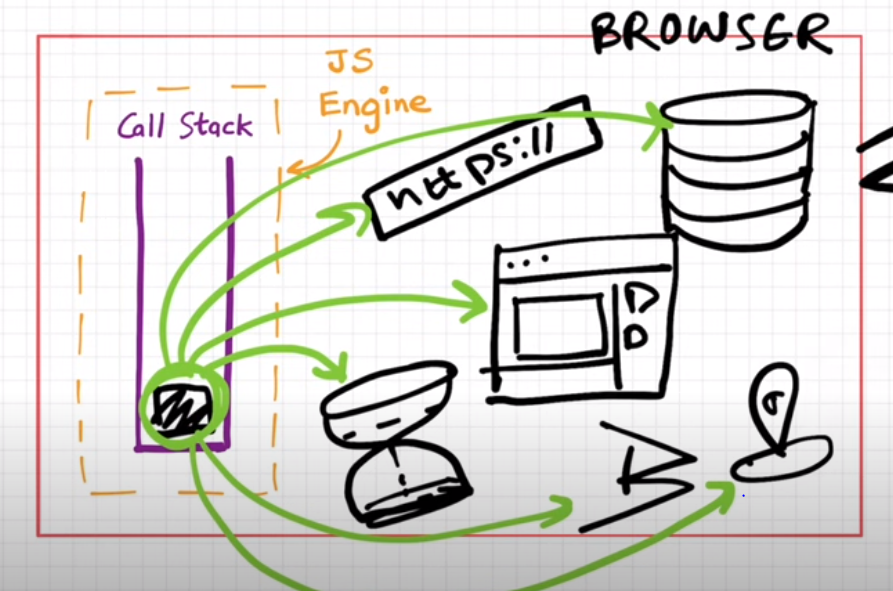 BROWSER
JS
Engine
Call Stack
https://